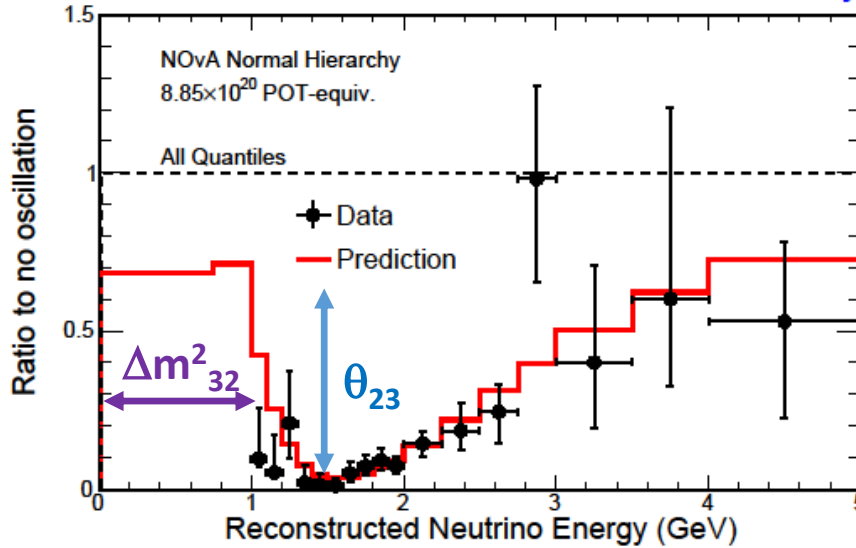 1.5
NOvA Normal Hierarchy
8.85×10²⁰ POT-equiv.
All Quantiles
1
Data
Prediction
0.5
Δm²₃₂
θ₂₃
0
0 1 2 3 4 5
Ratio to no oscillation
Reconstructed Neutrino Energy (GeV)